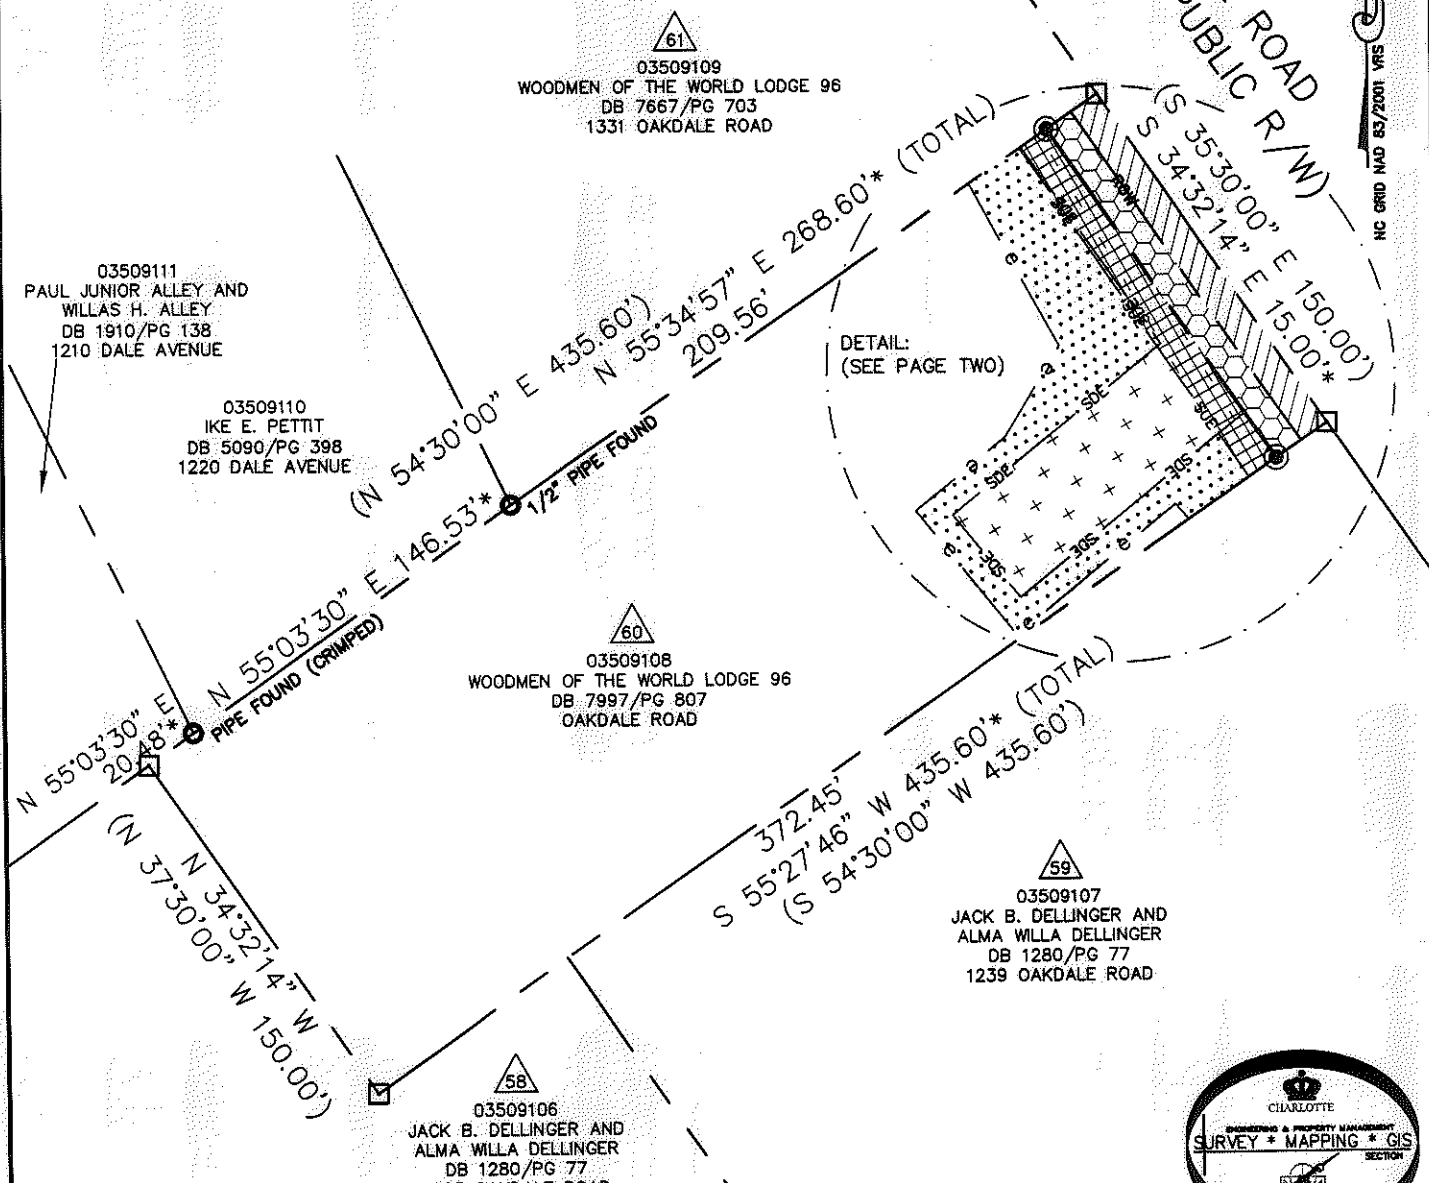 61
03509109
WOODMEN OF THE WORLD LODGE 96
DB 7667/PG 703
1331 OAKDALE ROAD
ROAD
PUBLIC R/W)
NC GRID NAD 83/2001 VRS
(S 35°30'00" E 150.00')
S 34°32'14" E 15.00'*
ROW
SUE
SUE
SUE
03509111
PAUL JUNIOR ALLEY AND
WILLAS H. ALLEY
DB 1910/PG 138
1210 DALE AVENUE
03509110
IKE E. PETTIT
DB 5090/PG 398
1220 DALE AVENUE
(N 54°30'00" E 435.60')
N 55°34'57" E 268.60'* (TOTAL)
209.56'
DETAIL:
(SEE PAGE TWO)
e
e
e
e
e
e
SDE
SDE
SDE
SDE
SDE
1/2" PIPE FOUND
N 55°03'30" E 146.53'*
PIPE FOUND (CRIMPED)
N 55°03'30" E
20.48'*
60
03509108
WOODMEN OF THE WORLD LODGE 96
DB 7997/PG 807
OAKDALE ROAD
N 34°32'14" W
(N 37°30'00" W 150.00')
372.45'
S 55°27'46" W 435.60'* (TOTAL)
(S 54°30'00" W 435.60')
59
03509107
JACK B. DELLINGER AND
ALMA WILLA DELLINGER
DB 1280/PG 77
1239 OAKDALE ROAD
58
03509106
JACK B. DELLINGER AND
ALMA WILLA DELLINGER
DB 1280/PG 77
CHARLOTTE
ENGINEERING & PROPERTY MANAGEMENT
SURVEY * MAPPING * GIS
SECTION